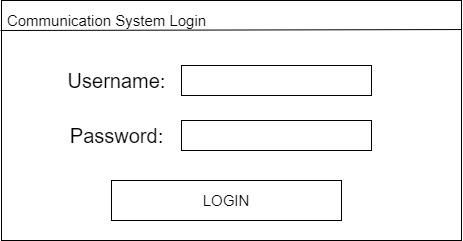 Communication System Login
Username:
Password:
LOGIN